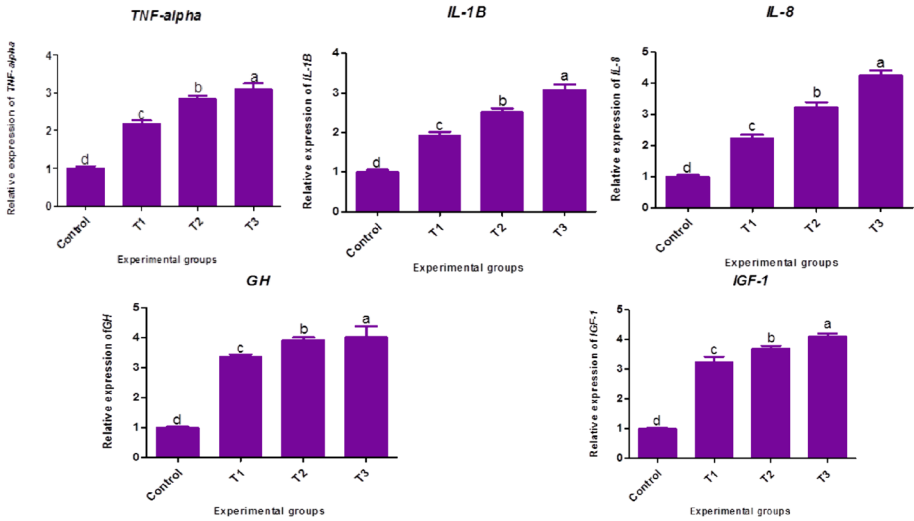 TNF-alpha
Relative expression of TNF-alpha
4
3
2
1
0
d
c
b
a
Control
T1
T2
T3
Experimental groups
IL-1B
Relative expression of IL-1B
4
3
2
1
0
d
c
b
a
Control
T1
T2
T3
Experimental groups
IL-8
Relative expression of IL-8
5
4
3
2
1
0
d
c
b
a
Control
T1
T2
T3
Experimental groups
GH
Relative expression ofGH
5
4
3
2
1
0
d
c
b
a
Control
T1
T2
T3
Experimental groups
IGF-1
Relative expression of IGF-1
5
4
3
2
1
0
d
c
b
a
Control
T1
T2
T3
Experimental groups